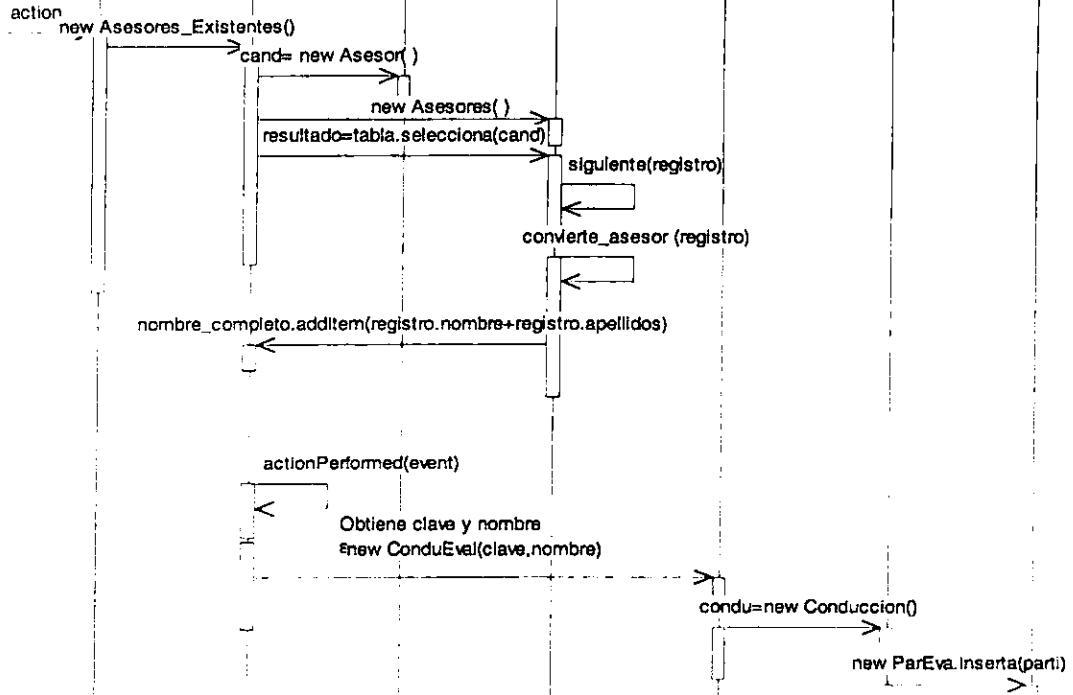 action
new Asesores_Existentes()
cand= new Asesor( )
new Asesores( )
resultado=tabla.selecciona(cand)
siguiente(registro)
convierte_asesor (registro)
nombre_completo.addItem(registro.nombre+registro.apellidos)
actionPerformed(event)
Obtiene clave y nombre
new ConduEval(clave,nombre)
condu=new Conduccion()
new ParEva.Inserta(parti)